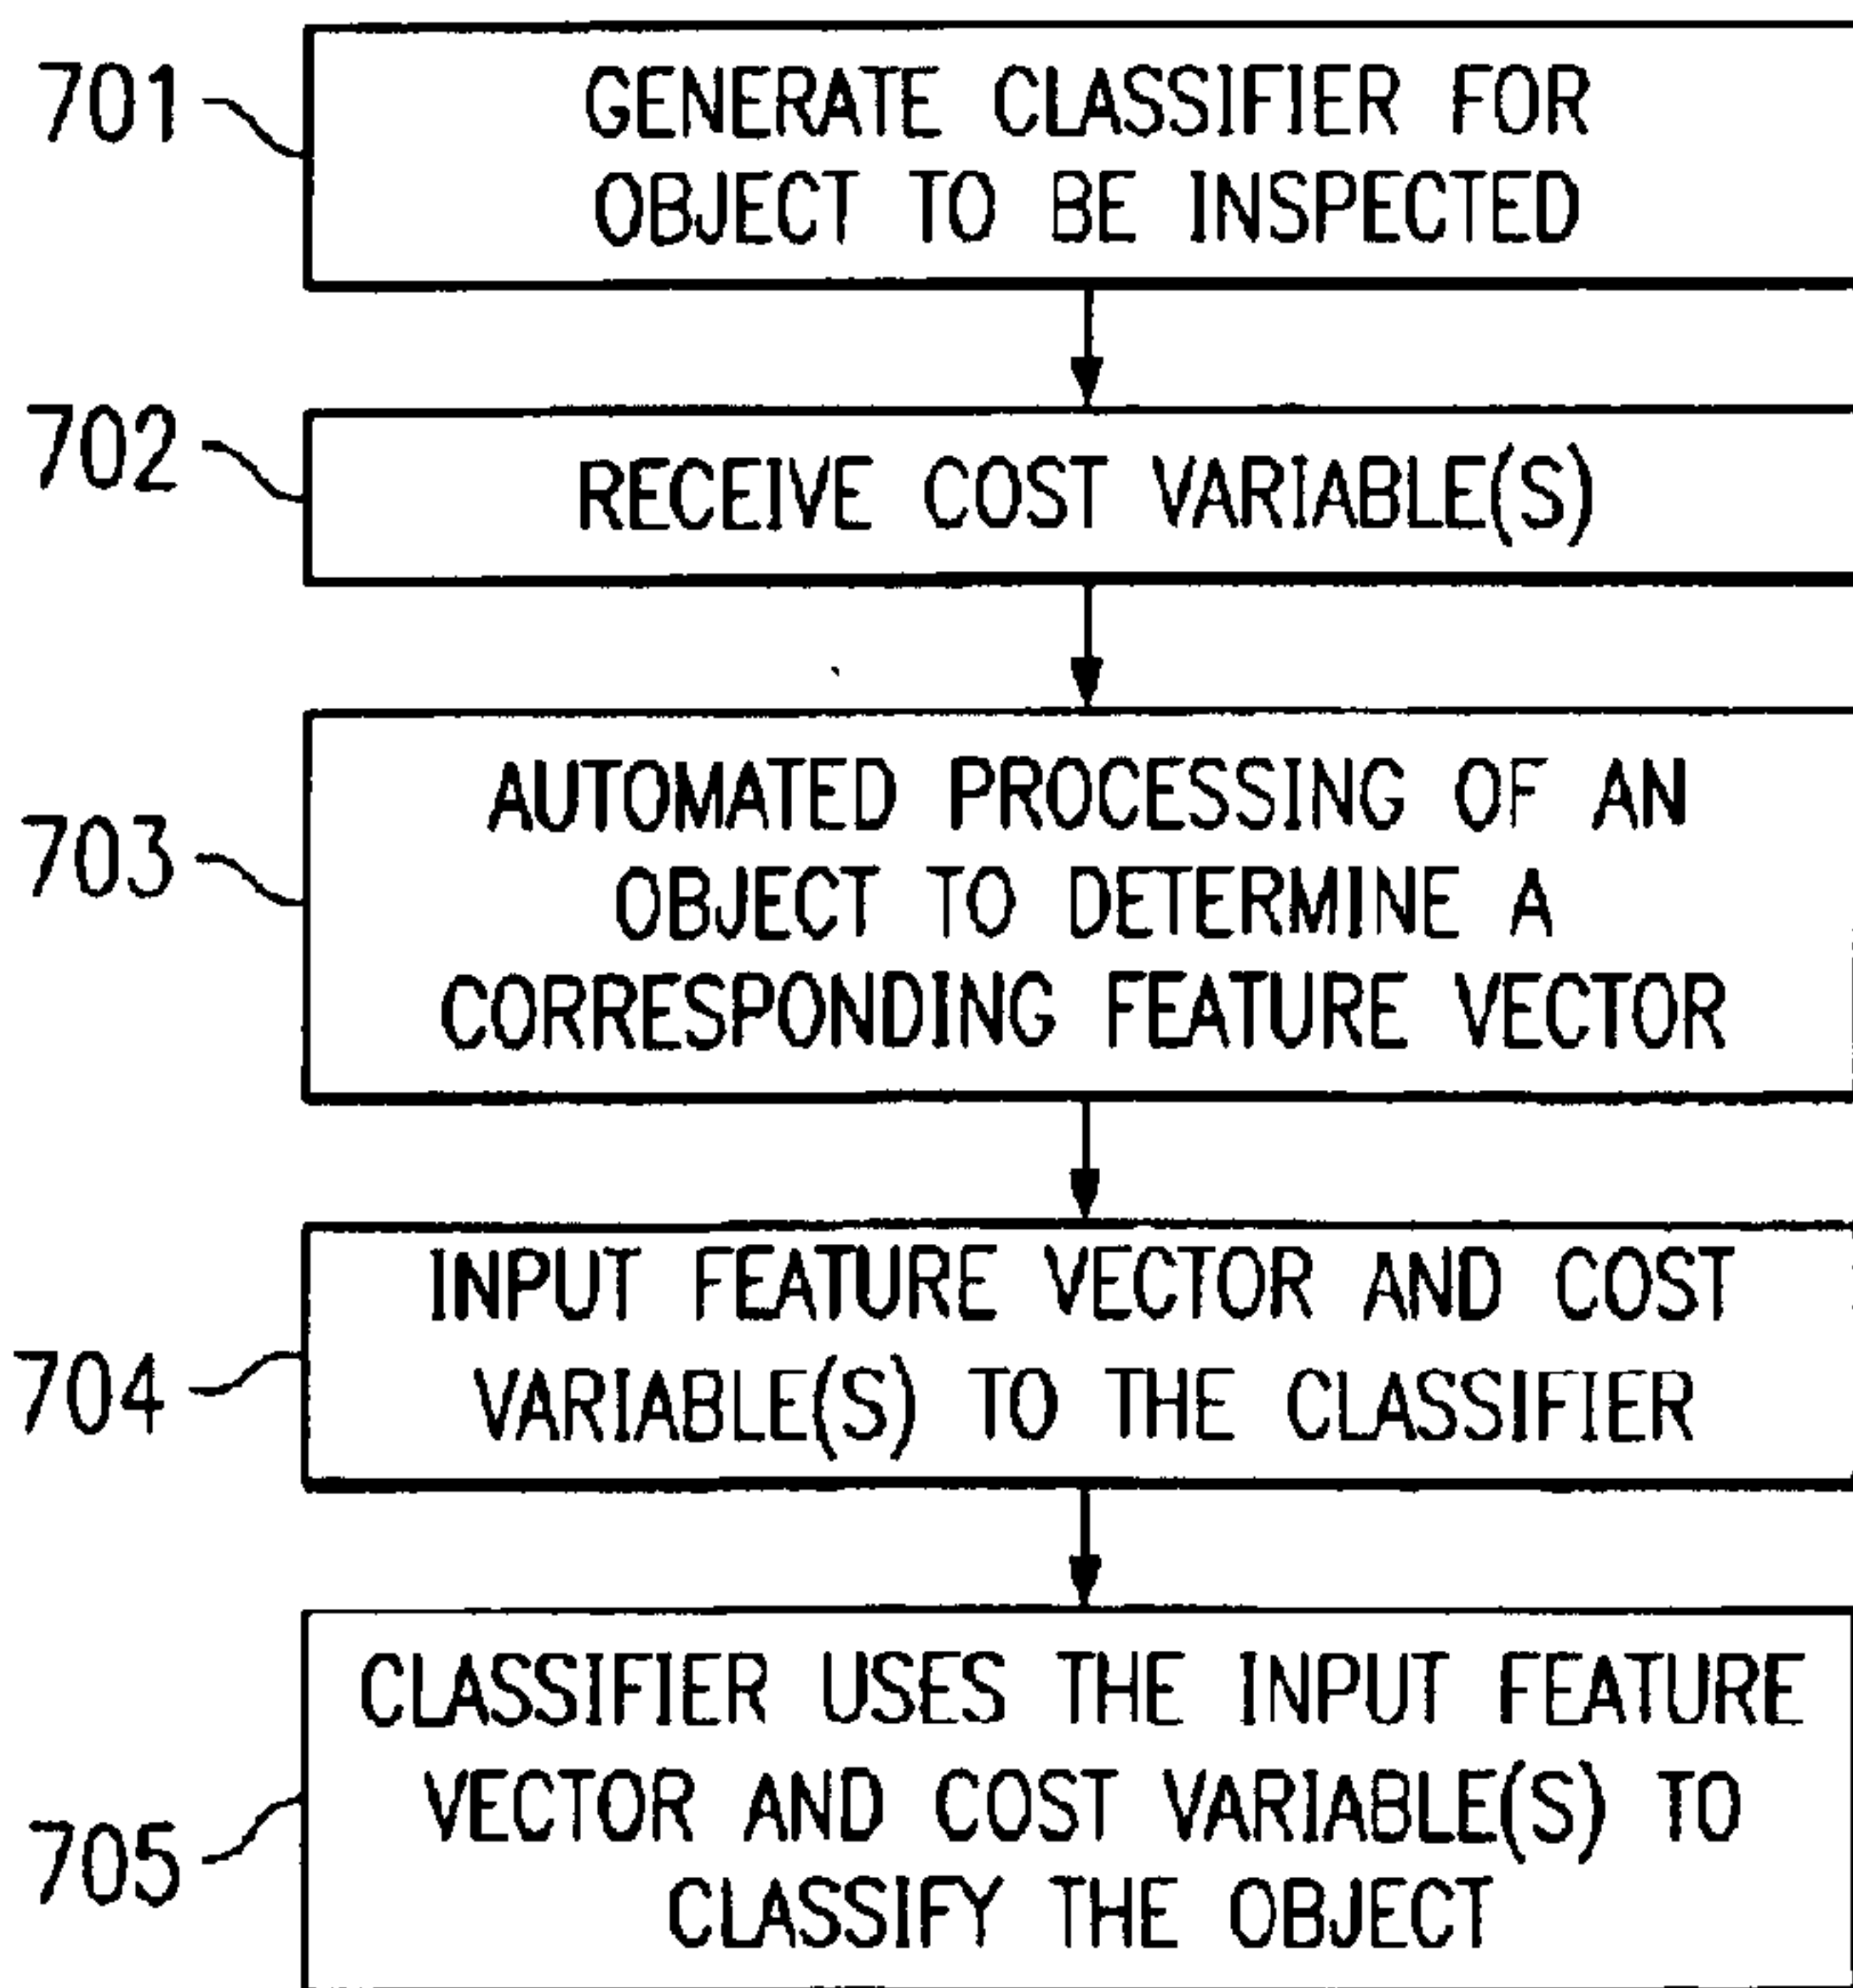 701
GENERATE CLASSIFIER FOR
OBJECT TO BE INSPECTED
702
RECEIVE COST VARIABLE(S)
703
AUTOMATED PROCESSING OF AN
OBJECT TO DETERMINE A
CORRESPONDING FEATURE VECTOR
704
INPUT FEATURE VECTOR AND COST
VARIABLE(S) TO THE CLASSIFIER
705
CLASSIFIER USES THE INPUT FEATURE
VECTOR AND COST VARIABLE(S) TO
CLASSIFY THE OBJECT